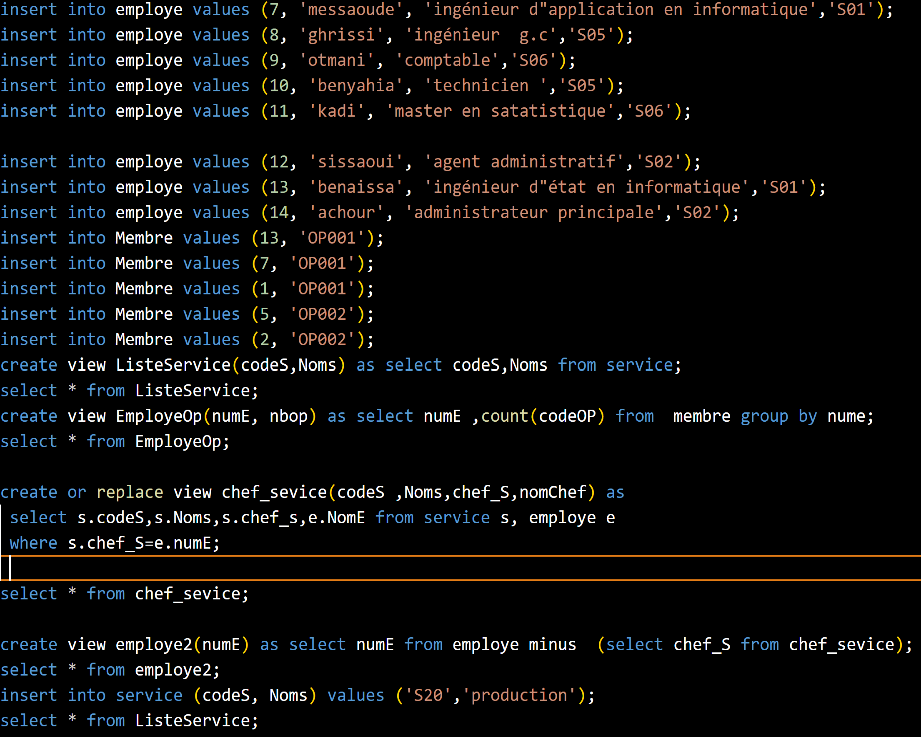 insert into employe values (7, 'messaoude', 'ingénieur d"application en informatique','S01');
insert into employe values (8, 'ghrissi', 'ingénieur  g.c','S05');
insert into employe values (9, 'otmani', 'comptable','S06');
insert into employe values (10, 'benyahia', 'technicien ','S05');
insert into employe values (11, 'kadi', 'master en satatistique','S06');
insert into employe values (12, 'sissaoui', 'agent administratif','S02');
insert into employe values (13, 'benaissa', 'ingénieur d"état en informatique','S01');
insert into employe values (14, 'achour', 'administrateur principale','S02');
insert into Membre values (13, 'OP001');
insert into Membre values (7, 'OP001');
insert into Membre values (1, 'OP001');
insert into Membre values (5, 'OP002');
insert into Membre values (2, 'OP002');
create view ListeService(codeS,Noms) as select codeS,Noms from service;
select * from ListeService;
create view EmployeOp(numE, nbop) as select numE ,count(codeOP) from  membre group by nume;
select * from EmployeOp;
create or replace view chef_sevice(codeS ,Noms,chef_S,nomChef) as
select s.codeS,s.Noms,s.chef_s,e.NomE from service s, employe e
where s.chef_S=e.numE;
select * from chef_sevice;
create view employe2(numE) as select numE from employe minus  (select chef_S from chef_sevice);
select * from employe2;
insert into service (codeS, Noms) values ('S20','production');
select * from ListeService;